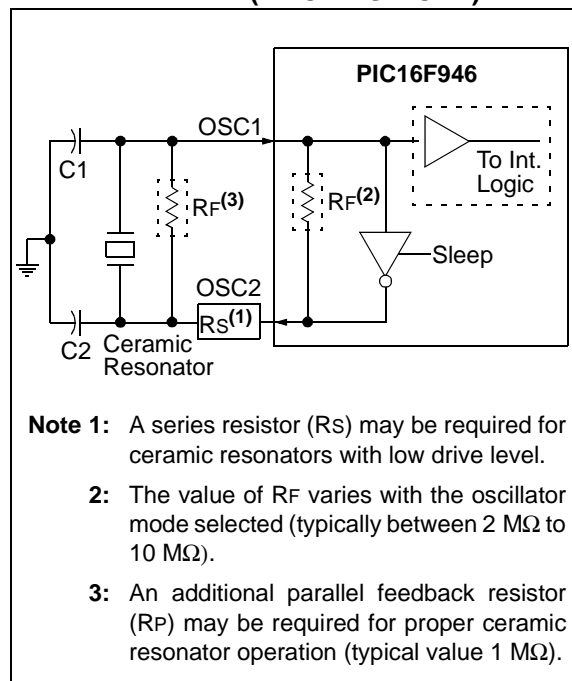 PIC16F946
OSC1
To Int.
Logic
C1
RF(3)
RF(2)
Sleep
OSC2
RS(1)
C2
Ceramic
Resonator
Note 1: A series resistor (RS) may be required for
ceramic resonators with low drive level.
2: The value of RF varies with the oscillator
mode selected (typically between 2 MΩ to
10 MΩ).
3: An additional parallel feedback resistor
(RP) may be required for proper ceramic
resonator operation (typical value 1 MΩ).